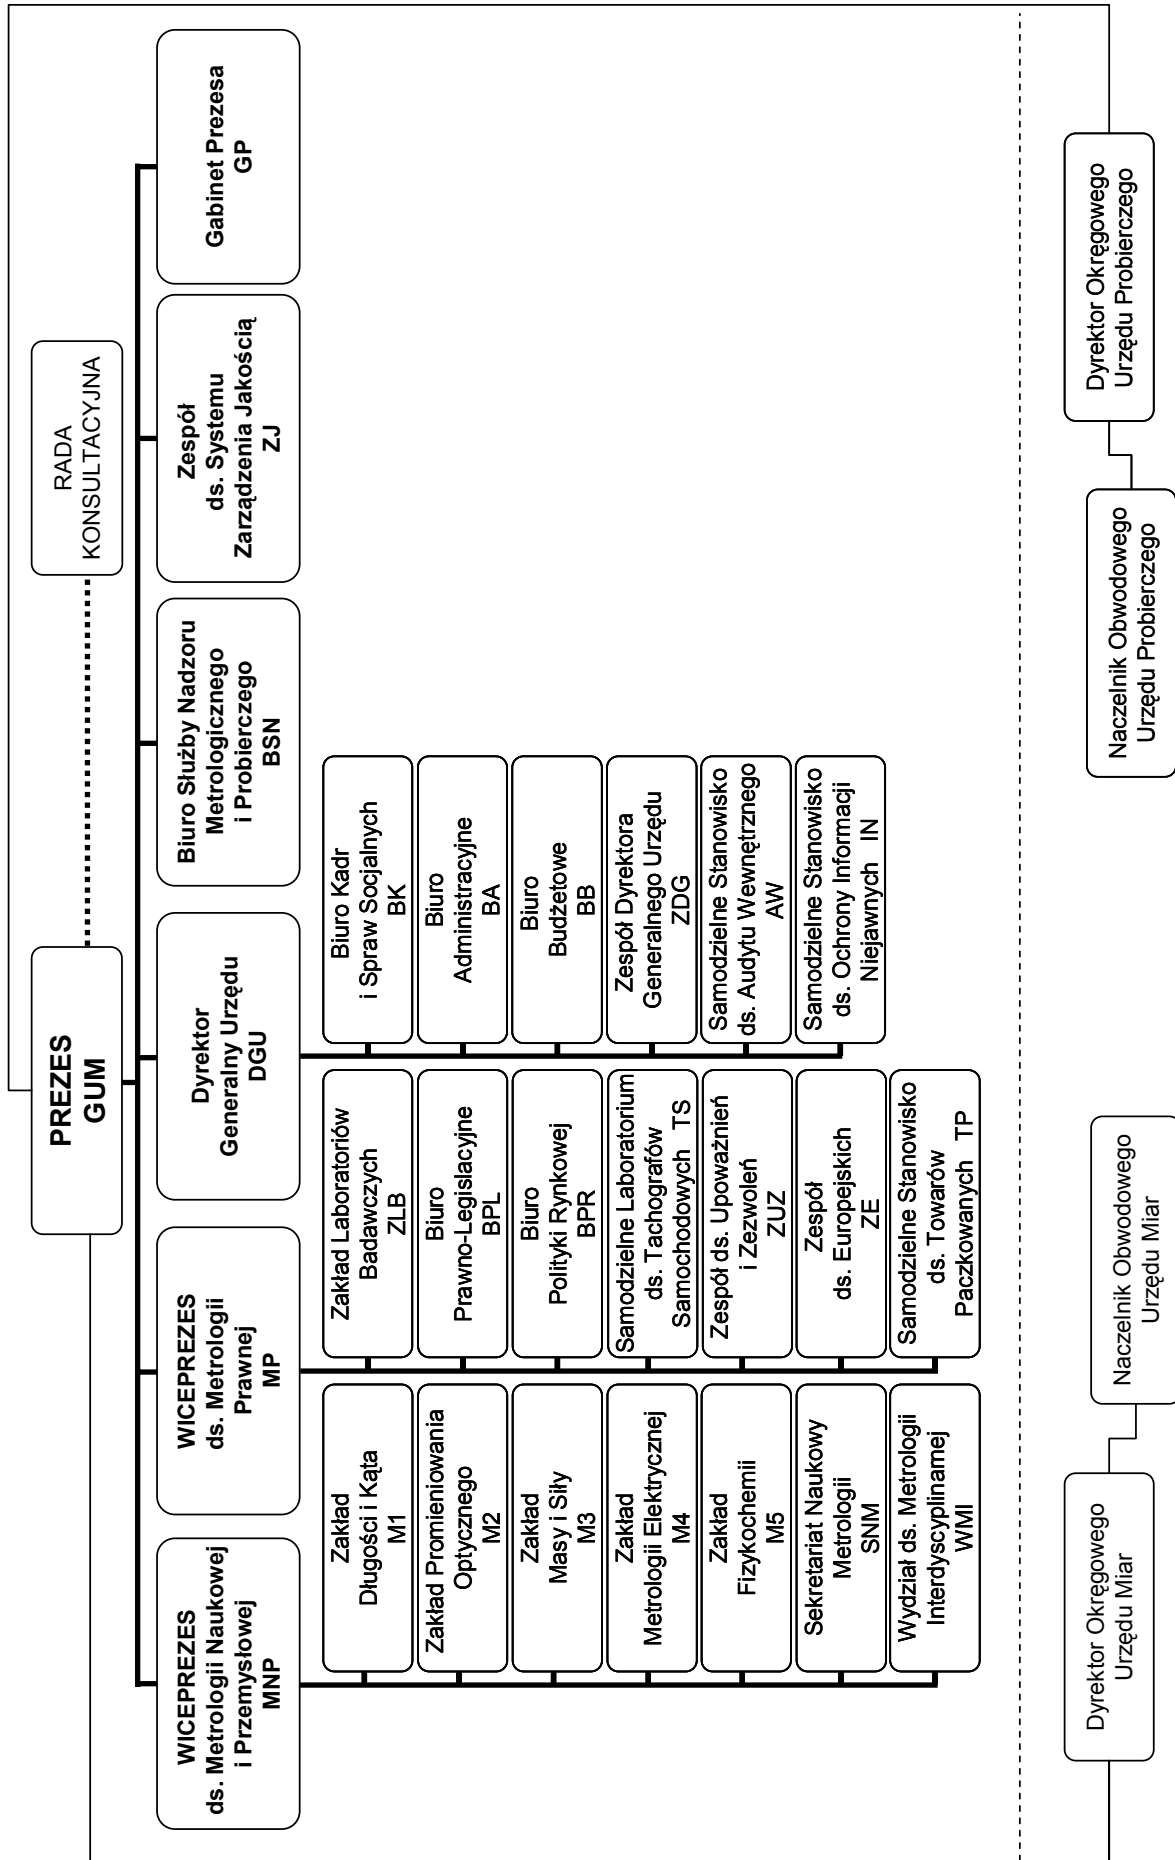 PREZES
GUM
RADA
KONSULTACYJNA
WICEPREZES
ds. Metrologii Naukowej
i Przemysłowej
MNP
WICEPREZES
ds. Metrologii
Prawnej
MP
Dyrektor
Generalny Urzędu
DGU
Biuro Służby Nadzoru
Metrologicznego
i Probierczego
BSN
Zespół
ds. Systemu
Zarządzenia Jakością
ZJ
Gabinet Prezesa
GP
Zakład
Długości i Kąta
M1
Zakład Promieniowania
Optycznego
M2
Zakład
Masy i Siły
M3
Zakład
Metrologii Elektrycznej
M4
Zakład
Fizykochemii
M5
Sekretariat Naukowy
Metrologii
SNM
Wydział ds. Metrologii
Interdyscyplinarnej
WMI
Zakład Laboratoriów
Badawczych
ZLB
Biuro
Prawno-Legislacyjne
BPL
Biuro
Polityki Rynkowej
BPR
Samodzielne Laboratorium
ds. Tachografów
Samochodowych TS
Zespół ds. Upoważnień
i Zezwoleń
ZUZ
Zespół
ds. Europejskich
ZE
Samodzielne Stanowisko
ds. Towarów
Paczkowanych TP
Biuro Kadr
i Spraw Socjalnych
BK
Biuro
Administracyjne
BA
Biuro
Budżetowe
BB
Zespół Dyrektora
Generalnego Urzędu
ZDG
Samodzielne Stanowisko
ds. Audytu Wewnętrznego
AW
Samodzielne Stanowisko
ds. Ochrony Informacji
Niejawnych IN
Dyrektor Okręgowego
Urzędu Miar
Naczelnik Obwodowego
Urzędu Miar
Naczelnik Obwodowego
Urzędu Probierczego
Dyrektor Okręgowego
Urzędu Probierczego